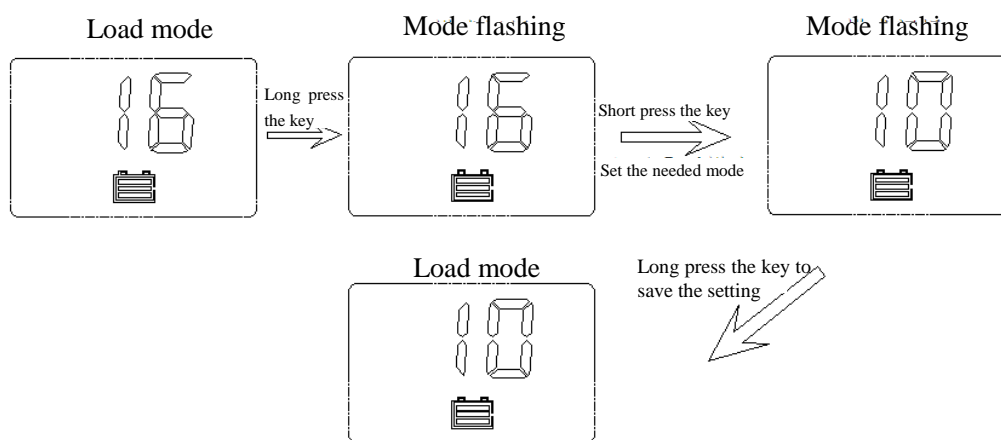 Load mode
Mode flashing
Mode flashing
16
Long press
the key
16
Short press the key
Set the needed mode
10
Load mode
Long press the key to
save the setting
10